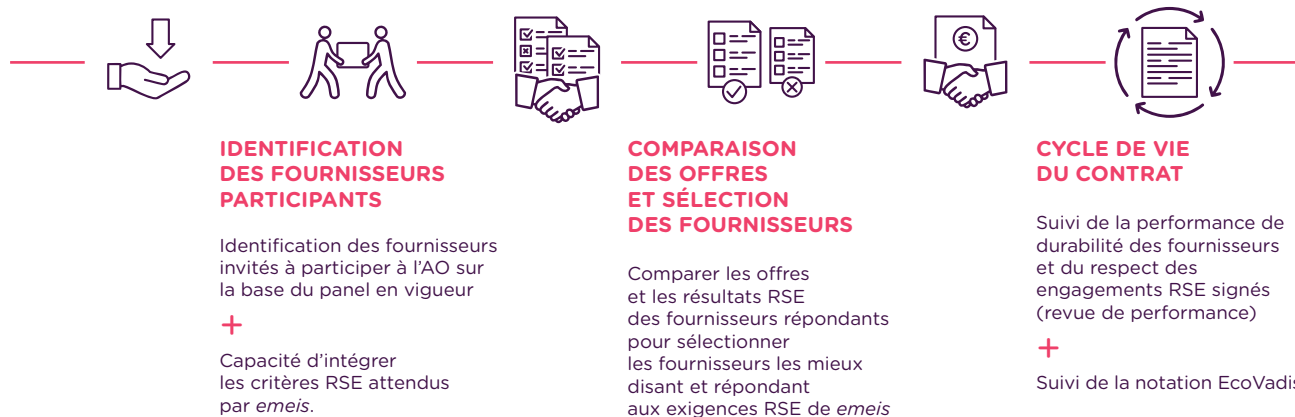 IDENTIFICATION
DES FOURNISSEURS
PARTICIPANTS
Identification des fournisseurs
invités à participer à l’AO sur
la base du panel en vigueur
+
Capacité d’intégrer
les critères RSE attendus
par emeis.
COMPARAISON
DES OFFRES
ET SÉLECTION
DES FOURNISSEURS
Comparer les offres
et les résultats RSE
des fournisseurs répondants
pour sélectionner
les fournisseurs les mieux
disant et répondant
aux exigences RSE de emeis
€
CYCLE DE VIE
DU CONTRAT
Suivi de la performance de
durabilité des fournisseurs
et du respect des
engagements RSE signés
(revue de performance)
+
Suivi de la notation EcoVadis